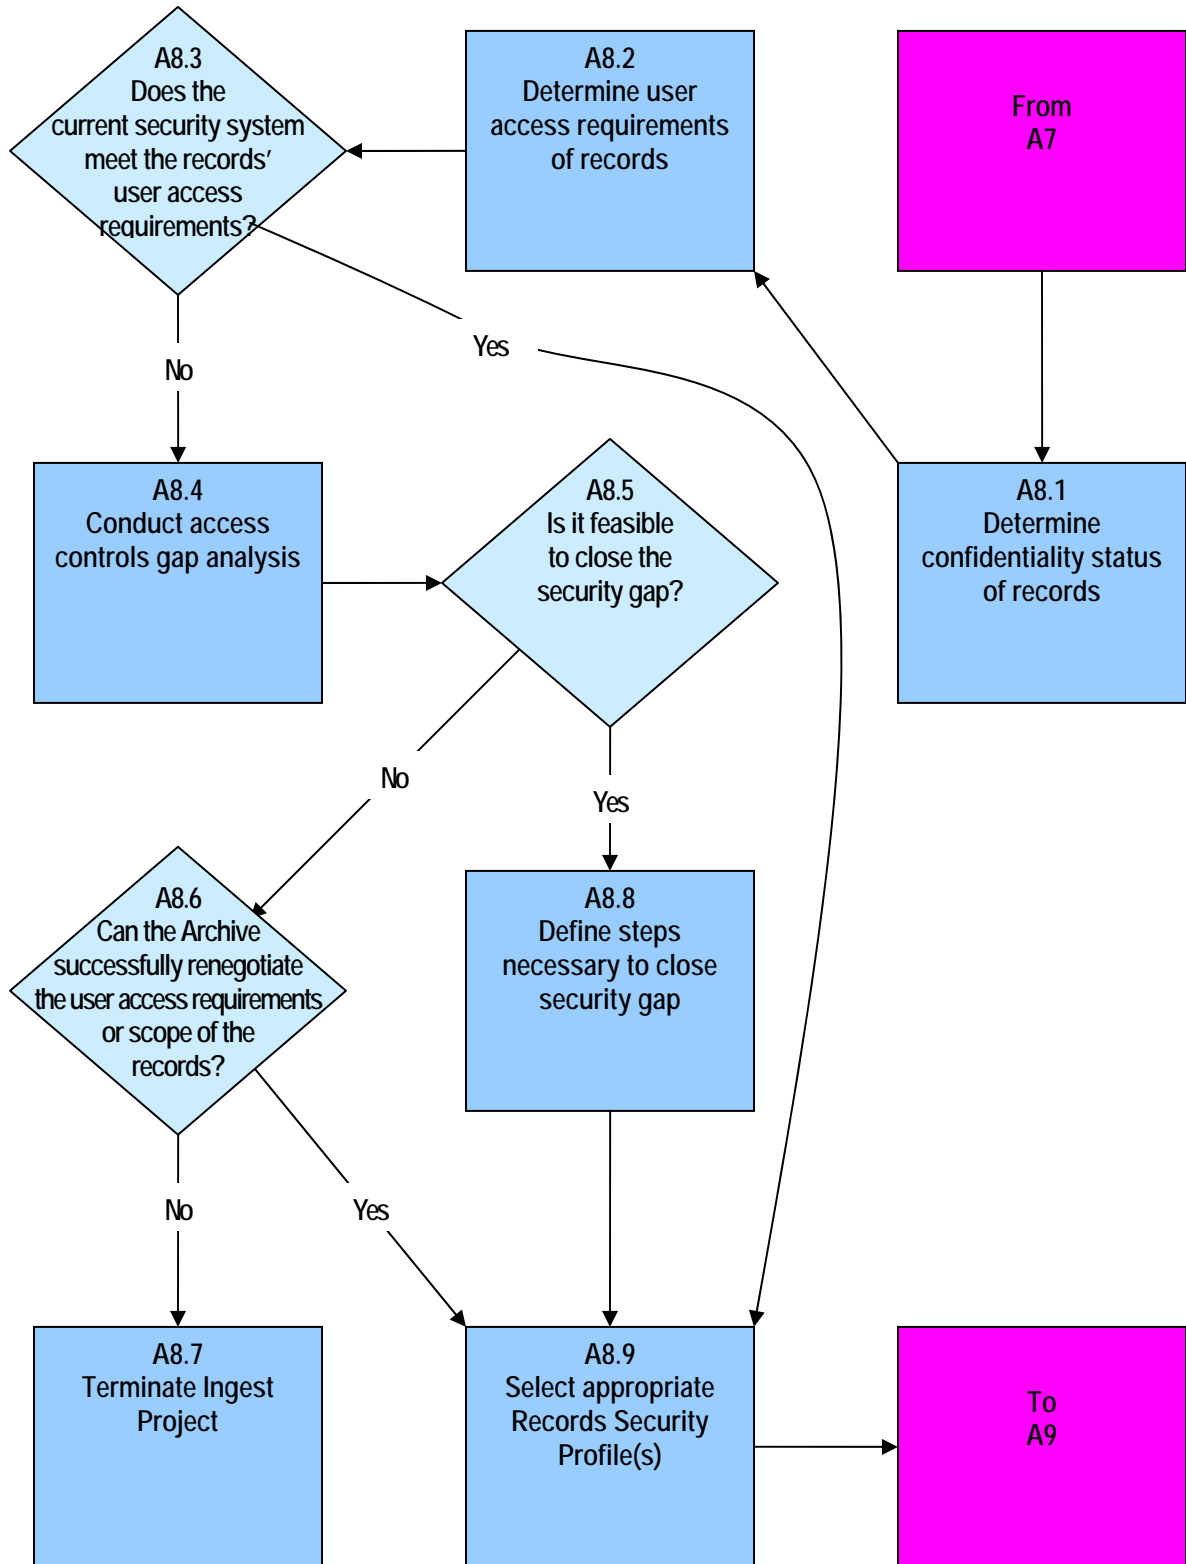 A8.3
Does the
current security system
meet the records’
user access
requirements?
A8.2
Determine user
access requirements
of records
From
A7
Yes
No
A8.4
Conduct access
controls gap analysis
A8.5
Is it feasible
to close the
security gap?
A8.1
Determine
confidentiality status
of records
No
Yes
A8.6
Can the Archive
successfully renegotiate
the user access requirements
or scope of the
records?
A8.8
Define steps
necessary to close
security gap
No
Yes
A8.7
Terminate Ingest
Project
A8.9
Select appropriate
Records Security
Profile(s)
To
A9